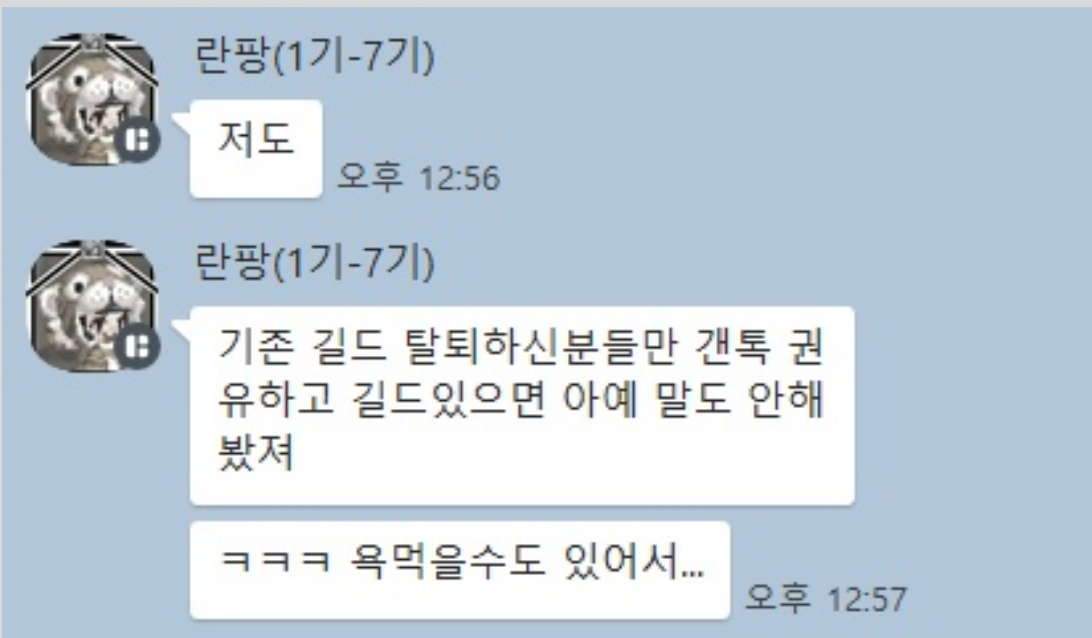 란팡(1기-7기)
저도
오후 12:56
란팡(1기-7기)
기존 길드 탈퇴하신분들만 갠톡 권
유하고 길드있으면 아예 말도 안해
봤져
ㅋㅋㅋ 욕먹을수도 있어서...
오후 12:57